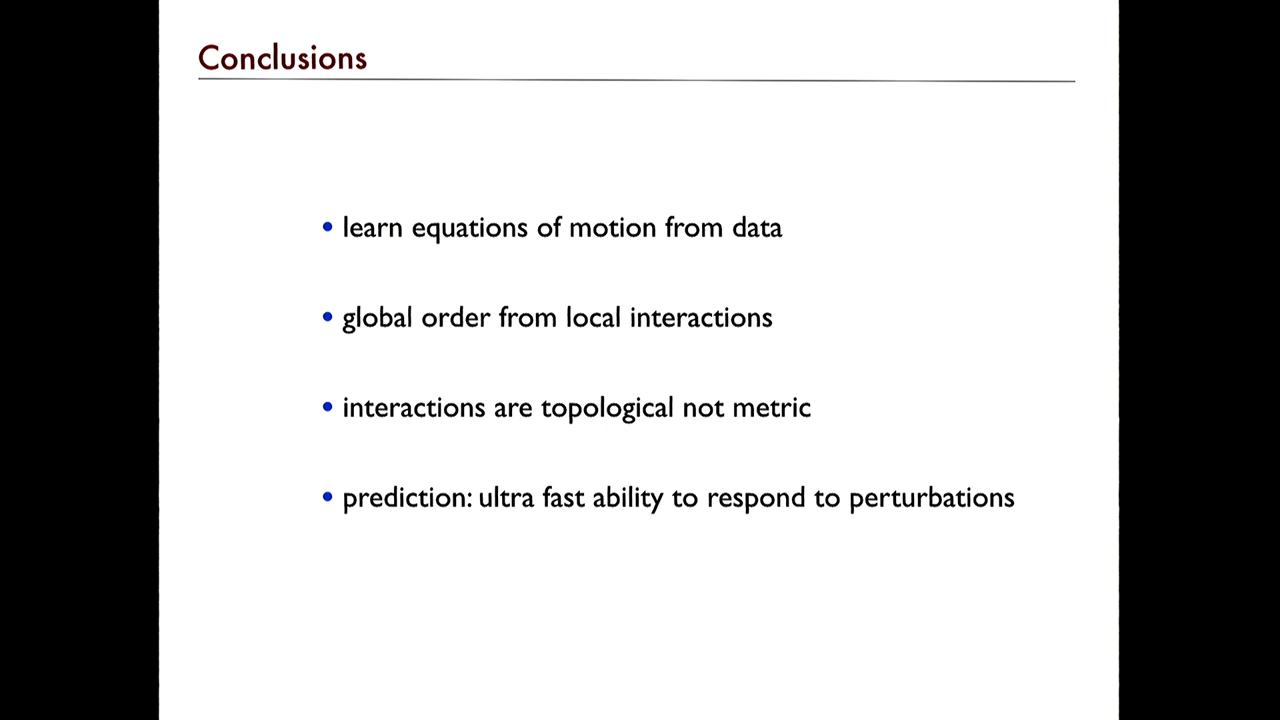 Conclusions
• learn equations of motion from data
• global order from local interactions
• interactions are topological not metric
• prediction: ultra fast ability to respond to perturbations